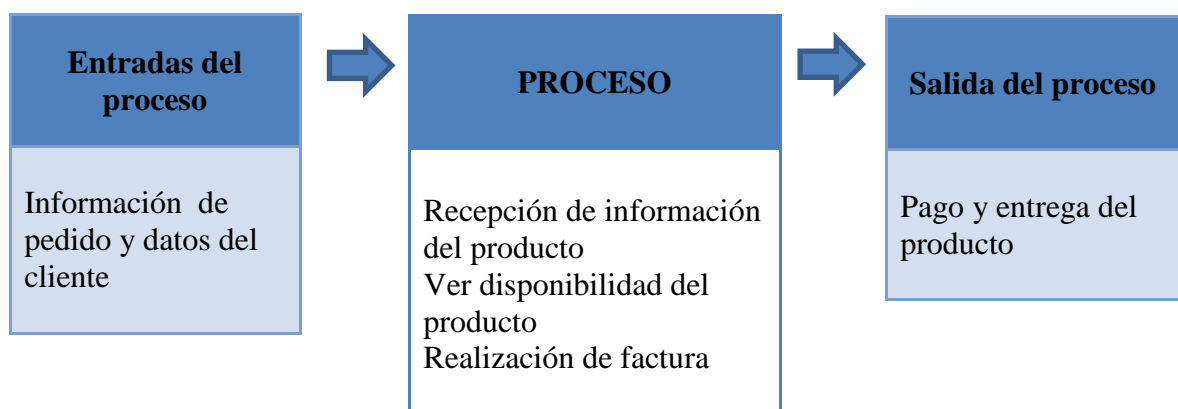 Entradas del
proceso
Información de
pedido y datos del
cliente
PROCESO
Recepción de información
del producto
Ver disponibilidad del
producto
Realización de factura
Salida del proceso
Pago y entrega del
producto